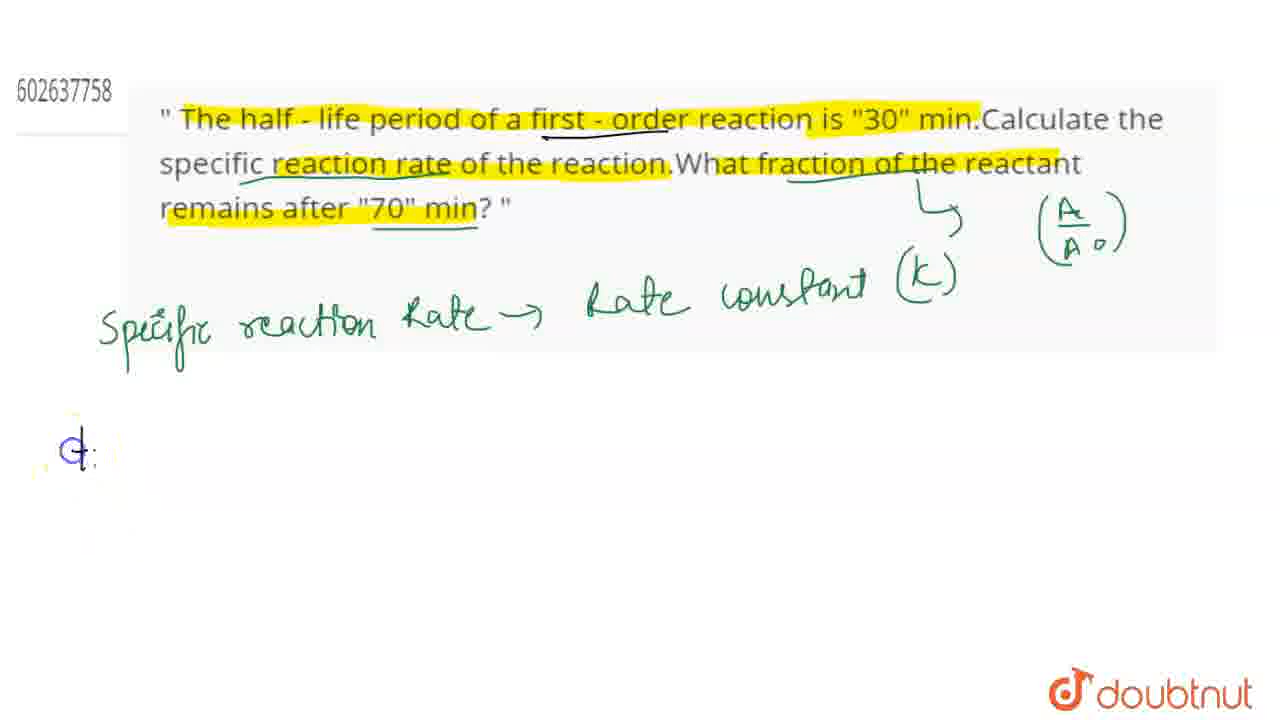 602637758
" The half - life period of a first - order reaction is "30" min.Calculate the
specific reaction rate of the reaction.What fraction of the reactant
remains after "70" min? "
(A/A₀)
Specific reaction Rate → Rate constant (K)
doubtnut